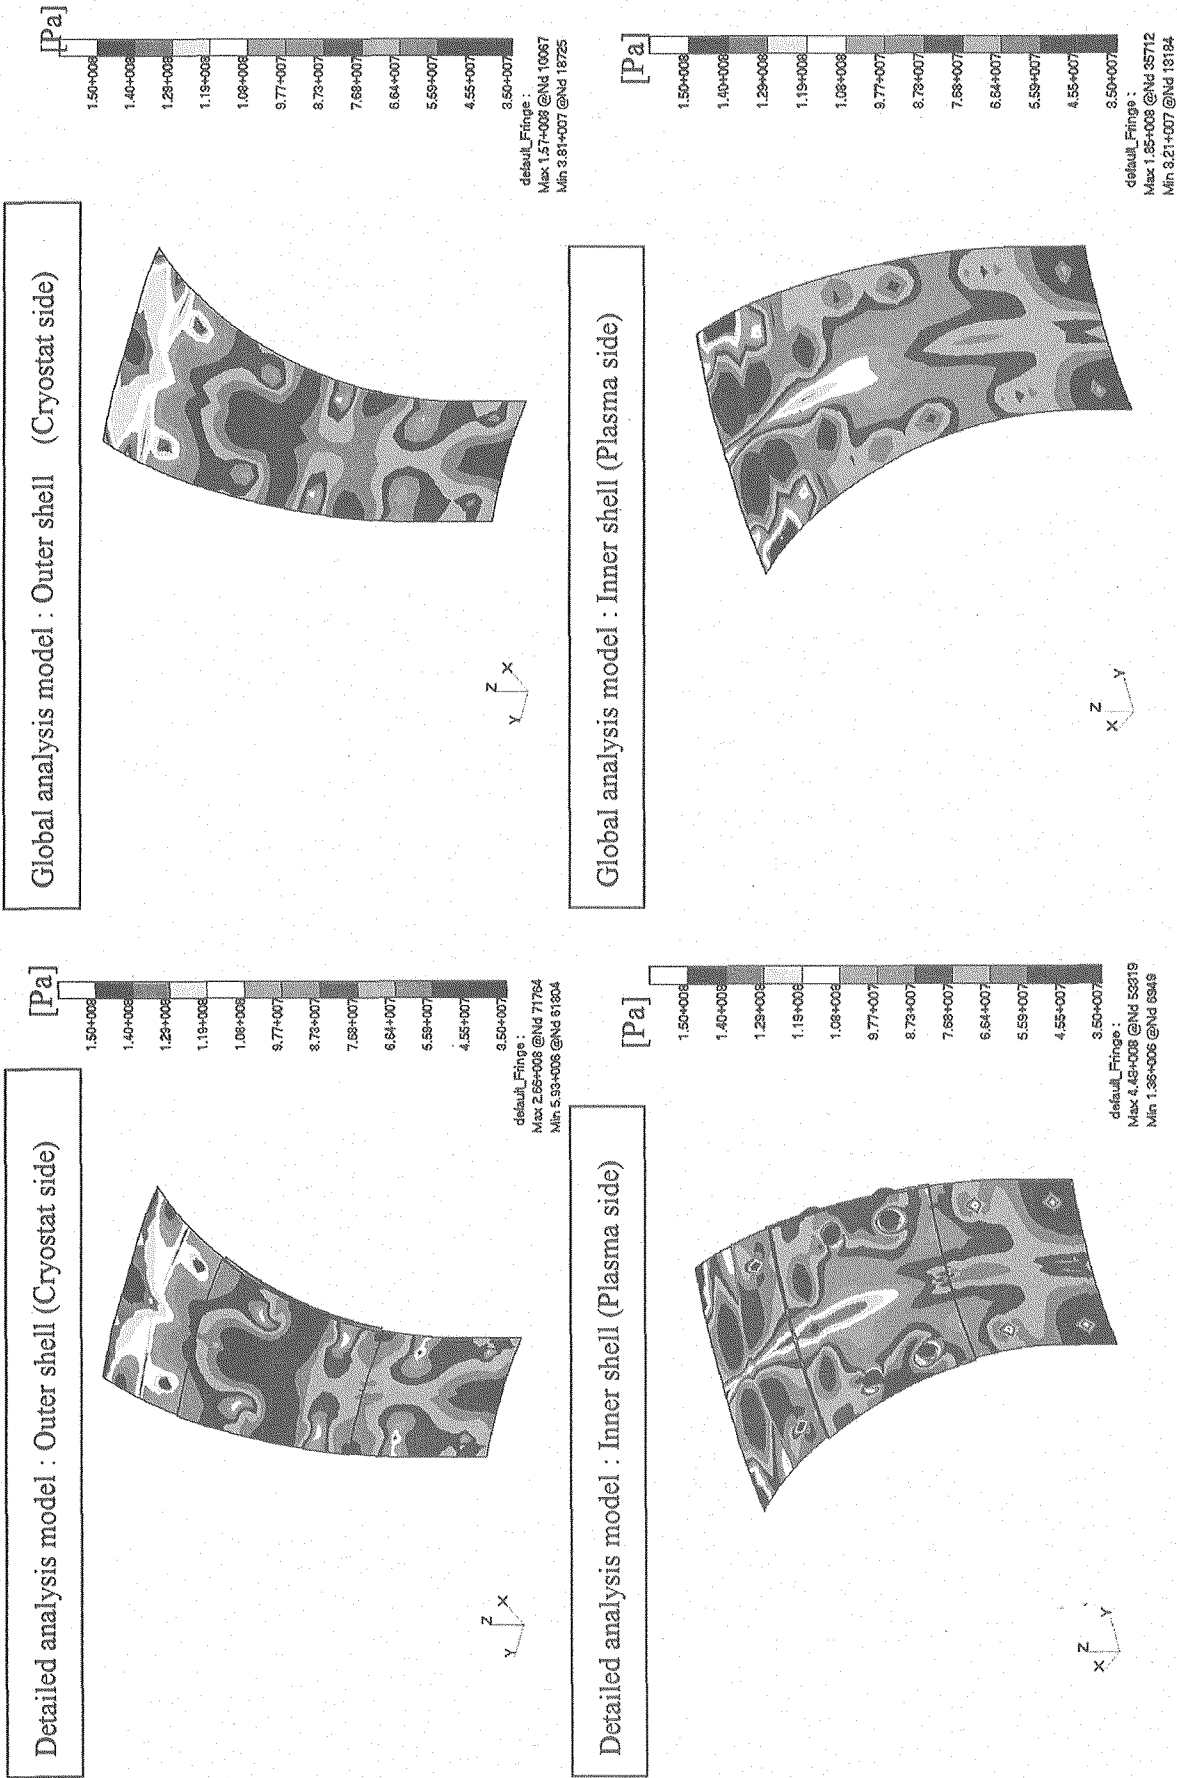 Detailed analysis model : Outer shell (Cryostat side)
[Pa]
1.50+008
1.40+008
1.29+008
1.19+008
1.08+008
9.77+007
8.73+007
7.68+007
6.64+007
5.59+007
4.55+007
3.50+007
default_Fringe :
Max 2.66+008 @Nd 71764
Min 5.93+006 @Nd 61304
Z
Y
X
Global analysis model : Outer shell (Cryostat side)
[Pa]
1.50+008
1.40+008
1.29+008
1.19+008
1.08+008
9.77+007
8.73+007
7.68+007
6.64+007
5.59+007
4.55+007
3.50+007
default_Fringe :
Max 1.57+008 @Nd 10067
Min 3.81+007 @Nd 18725
Z
Y
X
Detailed analysis model : Inner shell (Plasma side)
[Pa]
1.50+008
1.40+008
1.29+008
1.19+008
1.08+008
9.77+007
8.73+007
7.68+007
6.64+007
5.59+007
4.55+007
3.50+007
default_Fringe :
Max 4.43+008 @Nd 53319
Min 1.36+006 @Nd 6949
Z
X
Y
Global analysis model : Inner shell (Plasma side)
[Pa]
1.50+008
1.40+008
1.29+008
1.19+008
1.08+008
9.77+007
8.73+007
7.68+007
6.64+007
5.59+007
4.55+007
3.50+007
default_Fringe :
Max 1.85+008 @Nd 35712
Min 3.21+007 @Nd 13184
Z
X
Y